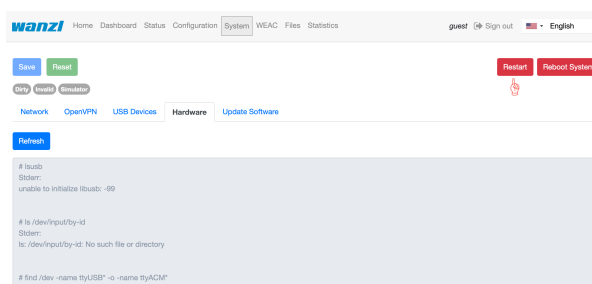 wanzl Home Dashboard Status Configuration System WEAC Files Statistics guest Sign out English
Save Reset Restart Reboot System
Dirty Invalid Simulator
Network OpenVPN USB Devices Hardware Update Software
Refresh
# lsusb
Stderr:
unable to initialize libusb: -99
# ls /dev/input/by-id
Stderr:
ls: /dev/input/by-id: No such file or directory
# find /dev -name ttyUSB* -o -name ttyACM*